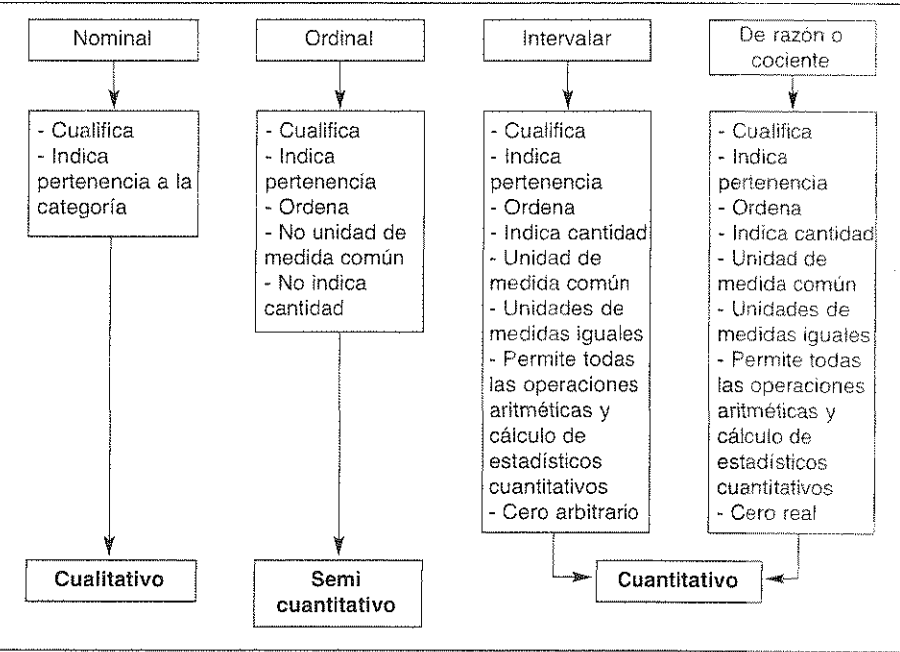 Nominal
- Cualifica
- Indica
pertenencia a la
categoría
Cualitativo
Ordinal
- Cualifica
- Indica
pertenencia
- Ordena
- No unidad de
medida común
- No indica
cantidad
Semi
cuantitativo
Intervalar
- Cualifica
- Indica
pertenencia
- Ordena
- Indica cantidad
- Unidad de
medida común
- Unidades de
medidas iguales
- Permite todas
las operaciones
aritméticas y
cálculo de
estadísticos
cuantitativos
- Cero arbitrario
De razón o
cociente
- Cualifica
- Indica
pertenencia
- Ordena
- Indica cantidad
- Unidad de
medida común
- Unidades de
medidas iguales
- Permite todas
las operaciones
aritméticas y
cálculo de
estadísticos
cuantitativos
- Cero real
Cuantitativo